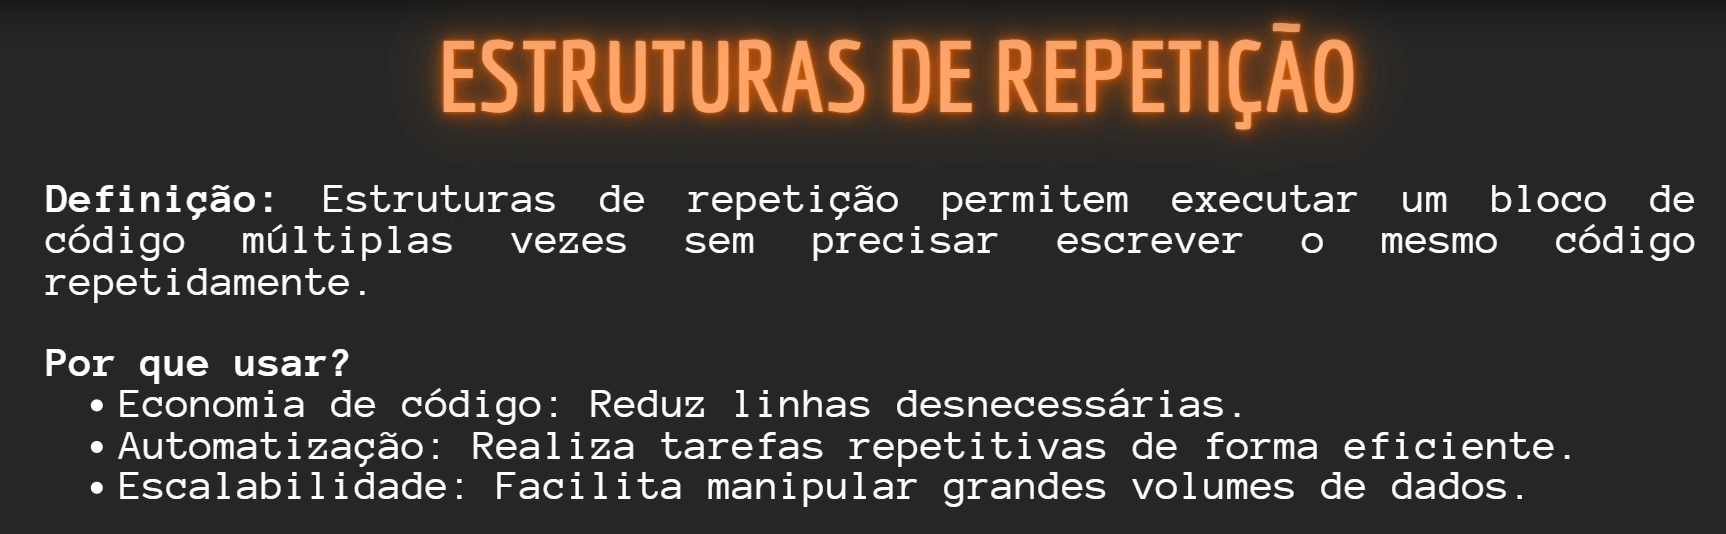 ESTRUTURAS DE REPETIÇÃO
Definição: Estruturas de repetição permitem executar um bloco de
código múltiplas vezes sem precisar escrever o mesmo código
repetidamente.
Por que usar?
• Economia de código: Reduz linhas desnecessárias.
• Automatização: Realiza tarefas repetitivas de forma eficiente.
• Escalabilidade: Facilita manipular grandes volumes de dados.